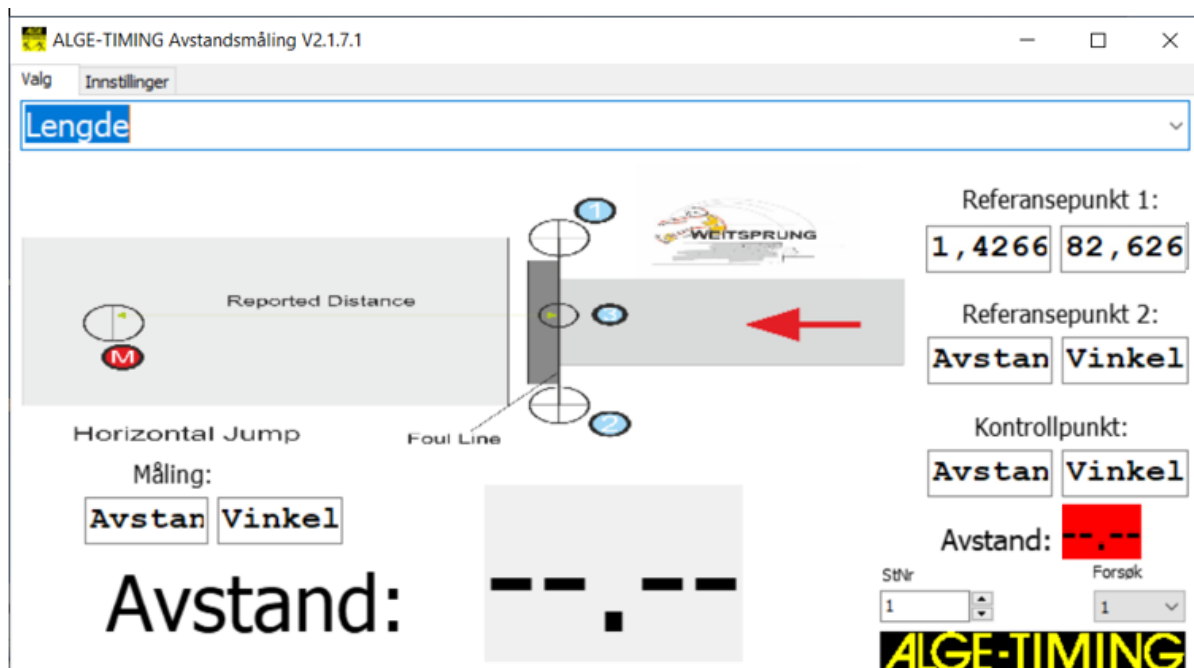 ALGE-TIMING Avstandsmåling V2.1.7.1
Valg Innstillinger
Lengde
1
WEITSPRUNG
Reported Distance
3
M
2
Horizontal Jump
Foul Line
Referansepunkt 1:
1,4266 82,626
Referansepunkt 2:
Avstan Vinkel
Kontrollpunkt:
Avstan Vinkel
Avstand: --.--
Måling:
Avstan Vinkel
Avstand: --.--
StNr Forsøk
1 1
ALGE-TIMING